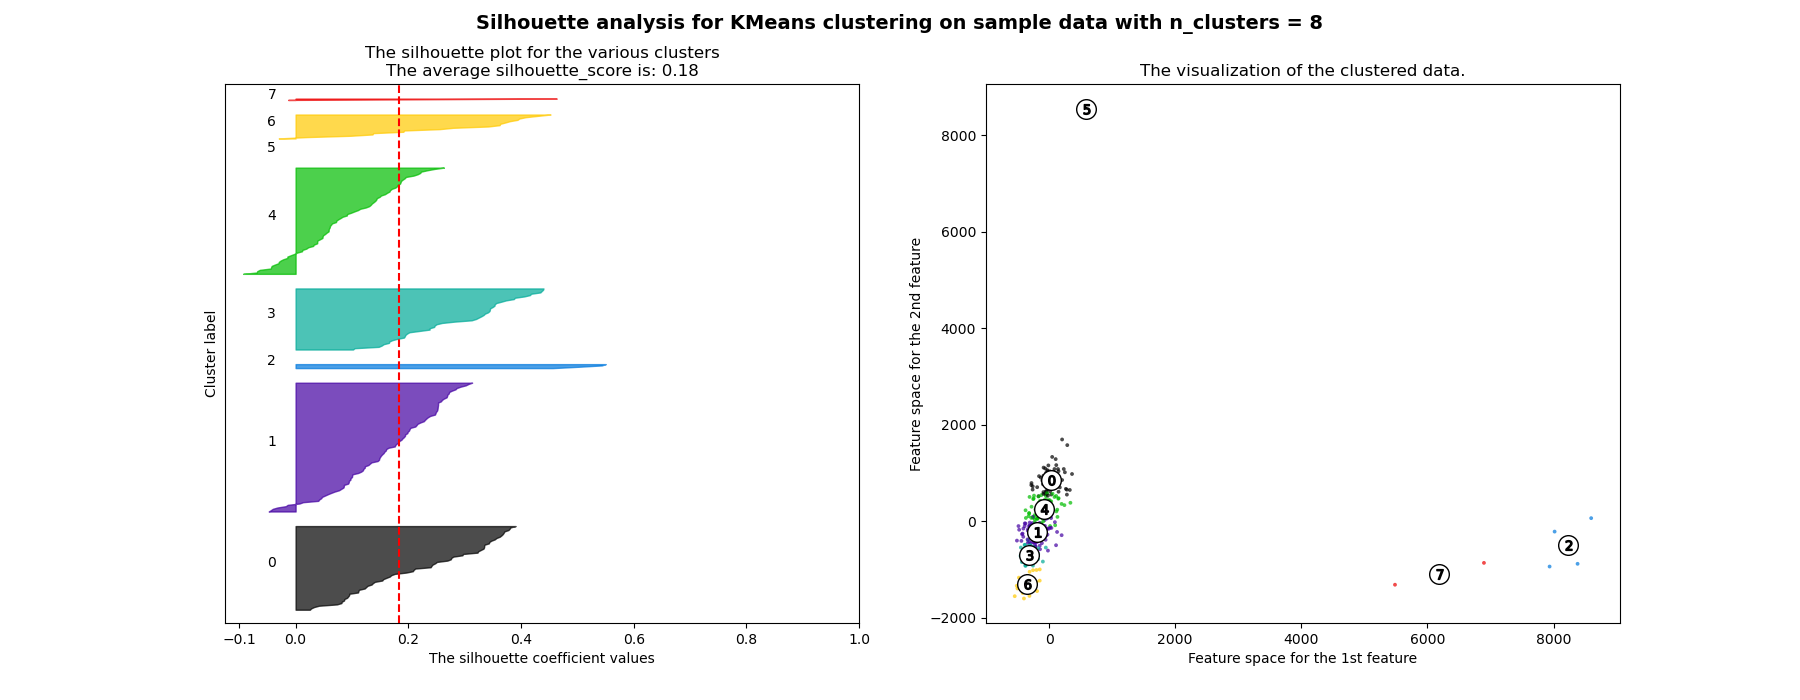 Silhouette analysis for KMeans clustering on sample data with n_clusters = 8
The silhouette plot for the various clusters
The average silhouette_score is: 0.18
7
6
5
4
3
2
1
0
Cluster label
−0.1 0.0 0.2 0.4 0.6 0.8 1.0
The silhouette coefficient values
The visualization of the clustered data.
8000
6000
4000
2000
0
−2000
Feature space for the 2nd feature
5
0
4
1
3
6
2
7
0 2000 4000 6000 8000
Feature space for the 1st feature